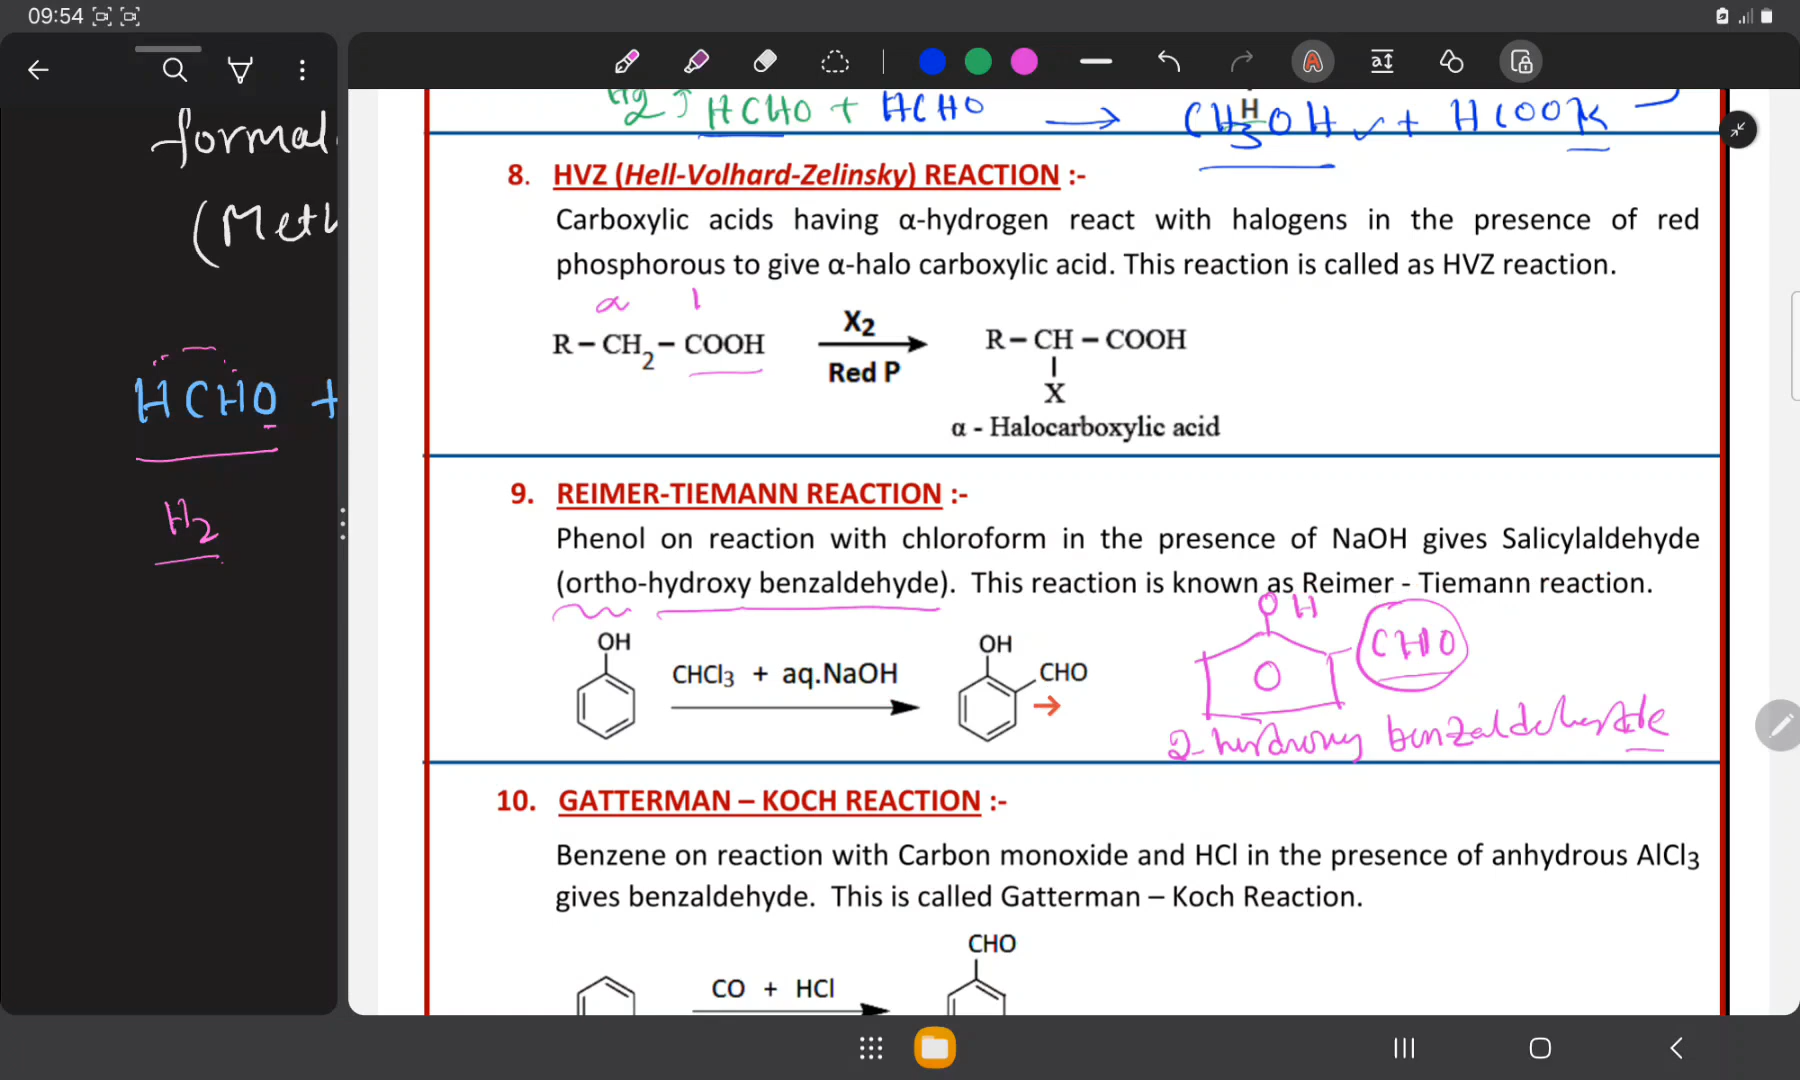 09:54
formal
(Meth
HCHO +
H2
HCHO + HCHO → CH3OH ✓ + HCOOK
H
8. HVZ (Hell-Volhard-Zelinsky) REACTION :-
Carboxylic acids having α-hydrogen react with halogens in the presence of red
phosphorous to give α-halo carboxylic acid. This reaction is called as HVZ reaction.
α 1
R – CH2 – COOH X2 Red P R – CH – COOH
X
α - Halocarboxylic acid
9. REIMER-TIEMANN REACTION :-
Phenol on reaction with chloroform in the presence of NaOH gives Salicylaldehyde
(ortho-hydroxy benzaldehyde). This reaction is known as Reimer - Tiemann reaction.
OH CHCl3 + aq.NaOH OH CHO
OH CHO
2-hydroxy benzaldehyde
10. GATTERMAN – KOCH REACTION :-
Benzene on reaction with Carbon monoxide and HCl in the presence of anhydrous AlCl3
gives benzaldehyde. This is called Gatterman – Koch Reaction.
CHO
CO + HCl